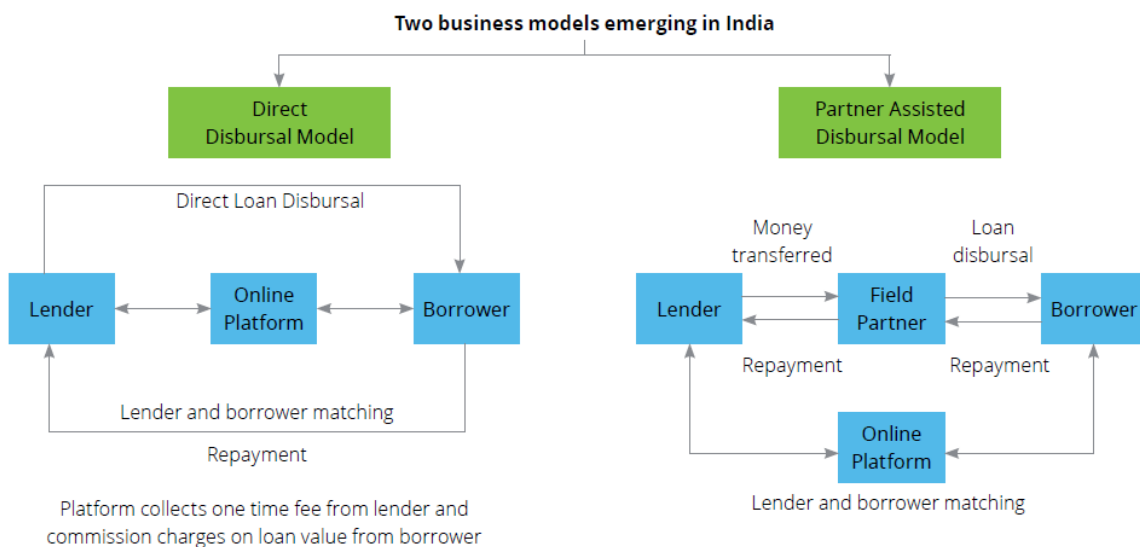 Two business models emerging in India
Direct
Disbursal Model
Direct Loan Disbursal
Lender
Online
Platform
Borrower
Lender and borrower matching
Repayment
Platform collects one time fee from lender and
commission charges on loan value from borrower
Partner Assisted
Disbursal Model
Money
transferred
Loan
disbursal
Lender
Field
Partner
Borrower
Repayment
Repayment
Online
Platform
Lender and borrower matching